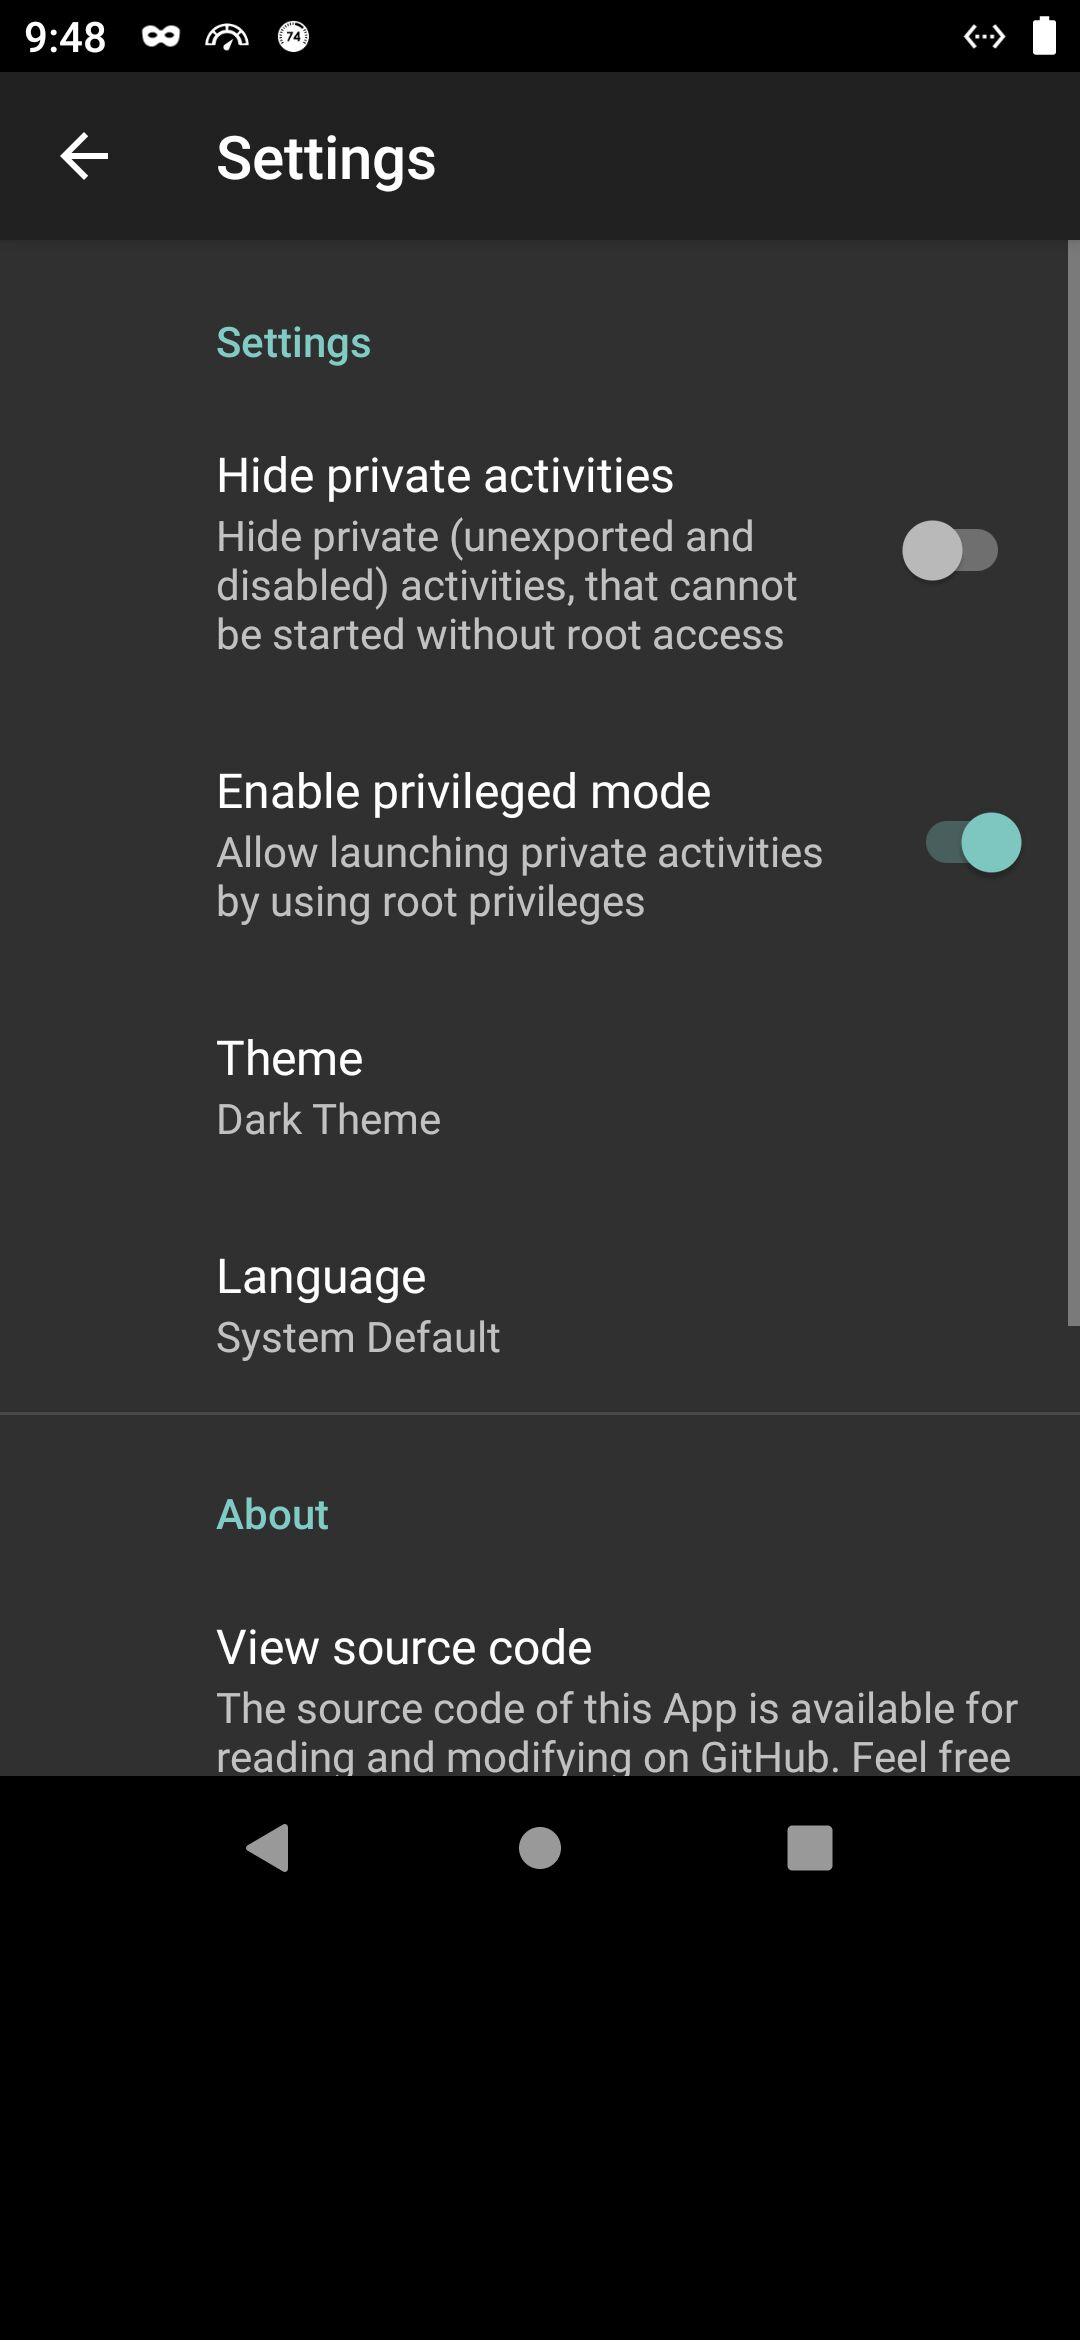 9:48
74
Settings
Settings
Hide private activities
Hide private (unexported and
disabled) activities, that cannot
be started without root access
Enable privileged mode
Allow launching private activities
by using root privileges
Theme
Dark Theme
Language
System Default
About
View source code
The source code of this App is available for
reading and modifying on GitHub. Feel free